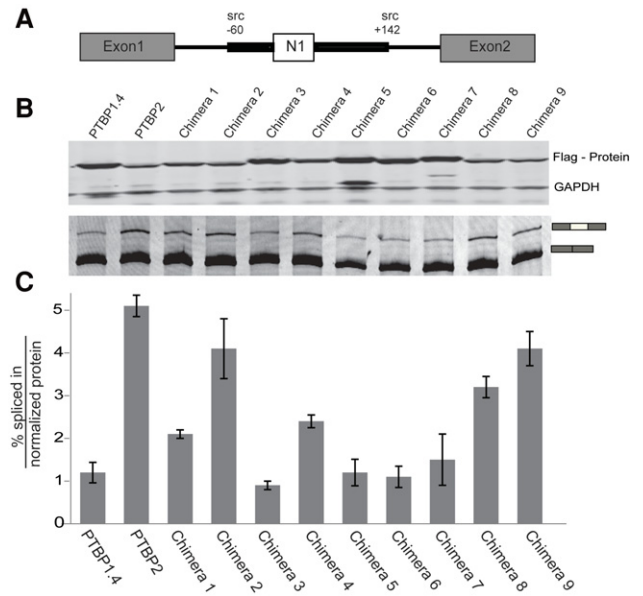 A
src
-60
src
+142
Exon1
N1
Exon2
B
PTBP1.4
PTBP2
Chimera 1
Chimera 2
Chimera 3
Chimera 4
Chimera 5
Chimera 6
Chimera 7
Chimera 8
Chimera 9
Flag - Protein
GAPDH
C
% spliced in
normalized protein
5
4
3
2
1
0
PTBP1.4
PTBP2
Chimera 1
Chimera 2
Chimera 3
Chimera 4
Chimera 5
Chimera 6
Chimera 7
Chimera 8
Chimera 9